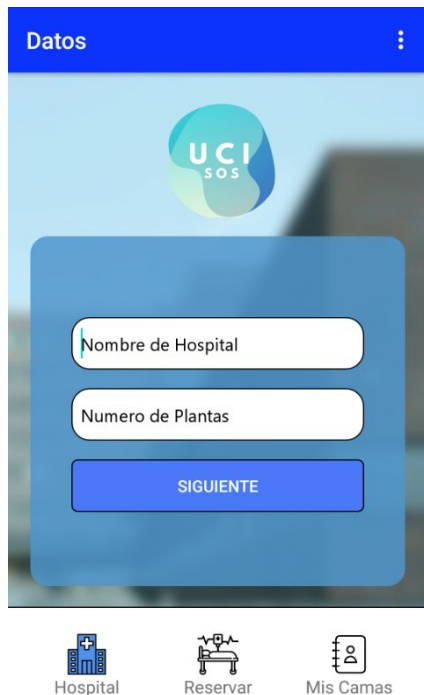 Datos
UCI
SOS
Nombre de Hospital
Numero de Plantas
SIGUIENTE
Hospital
Reservar
Mis Camas